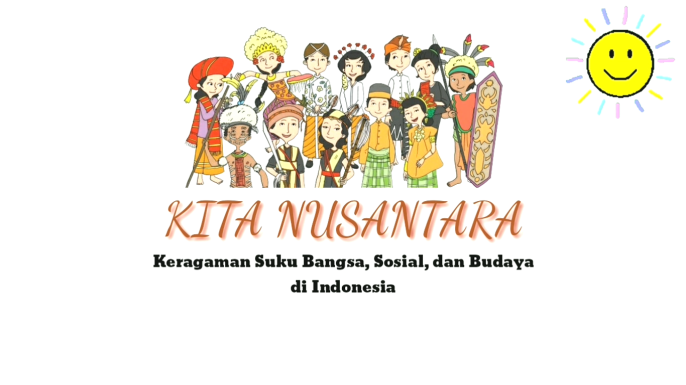 KITA NUSANTARA
Keragaman Suku Bangsa, Sosial, dan Budaya
di Indonesia